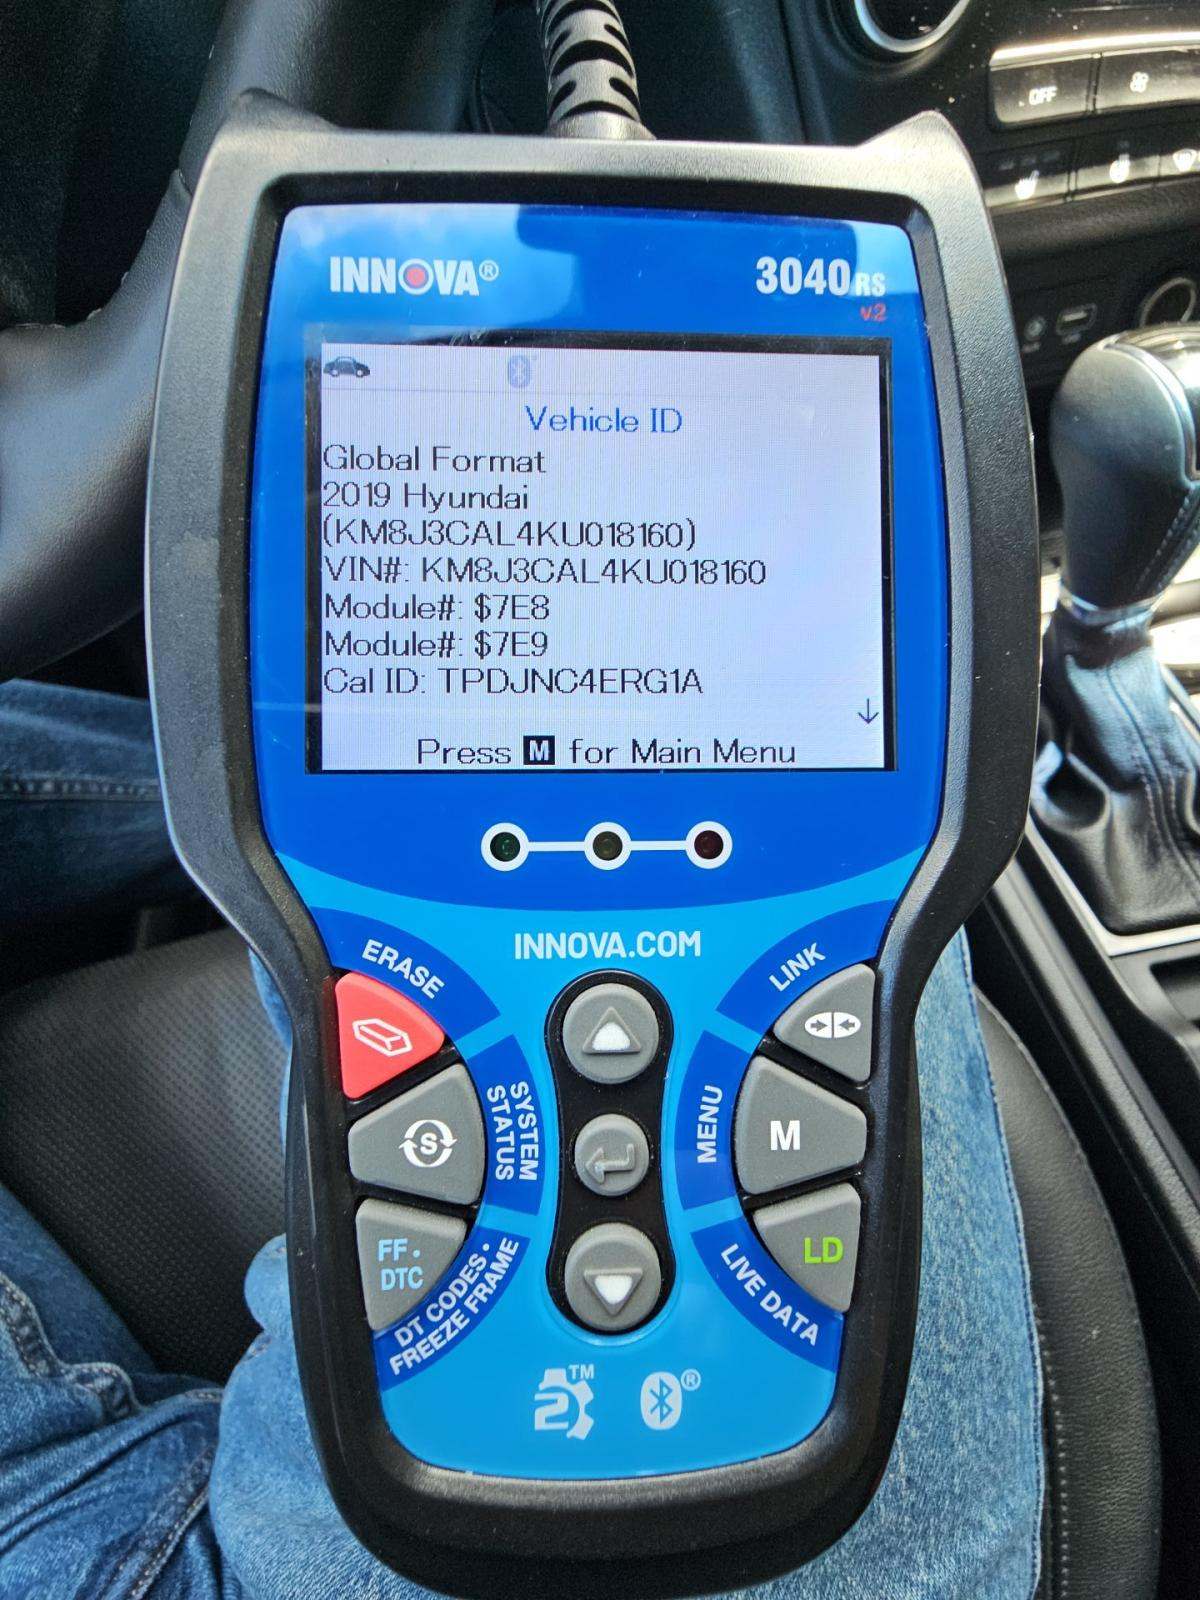 OFF
INNOVA®
3040RS
v.2
Vehicle ID
Global Format
2019 Hyundai
(KM8J3CAL4KU018160)
VIN#: KM8J3CAL4KU018160
Module#: $7E8
Module#: $7E9
Cal ID: TPDJNC4ERG1A
↓
Press M for Main Menu
INNOVA.COM
ERASE
LINK
SYSTEM
STATUS
S
MENU
M
FF.
DTC
DT CODES •
FREEZE FRAME
LD
LIVE DATA
2™
®